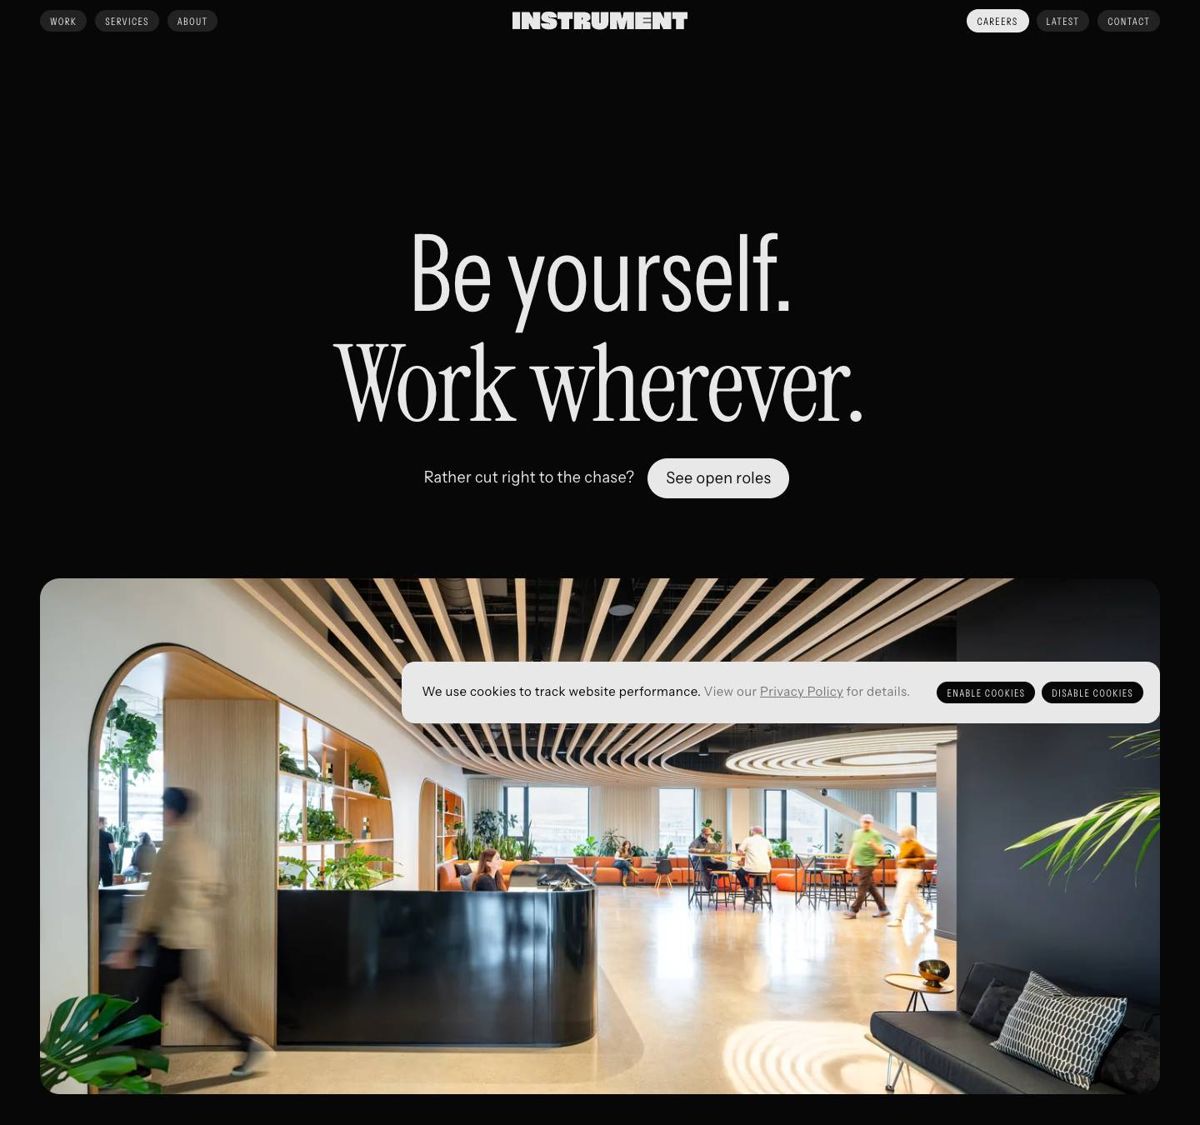 WORK SERVICES ABOUT INSTRUMENT CAREERS LATEST CONTACT
Be yourself.
Work wherever.
Rather cut right to the chase? See open roles
We use cookies to track website performance. View our Privacy Policy for details. ENABLE COOKIES DISABLE COOKIES